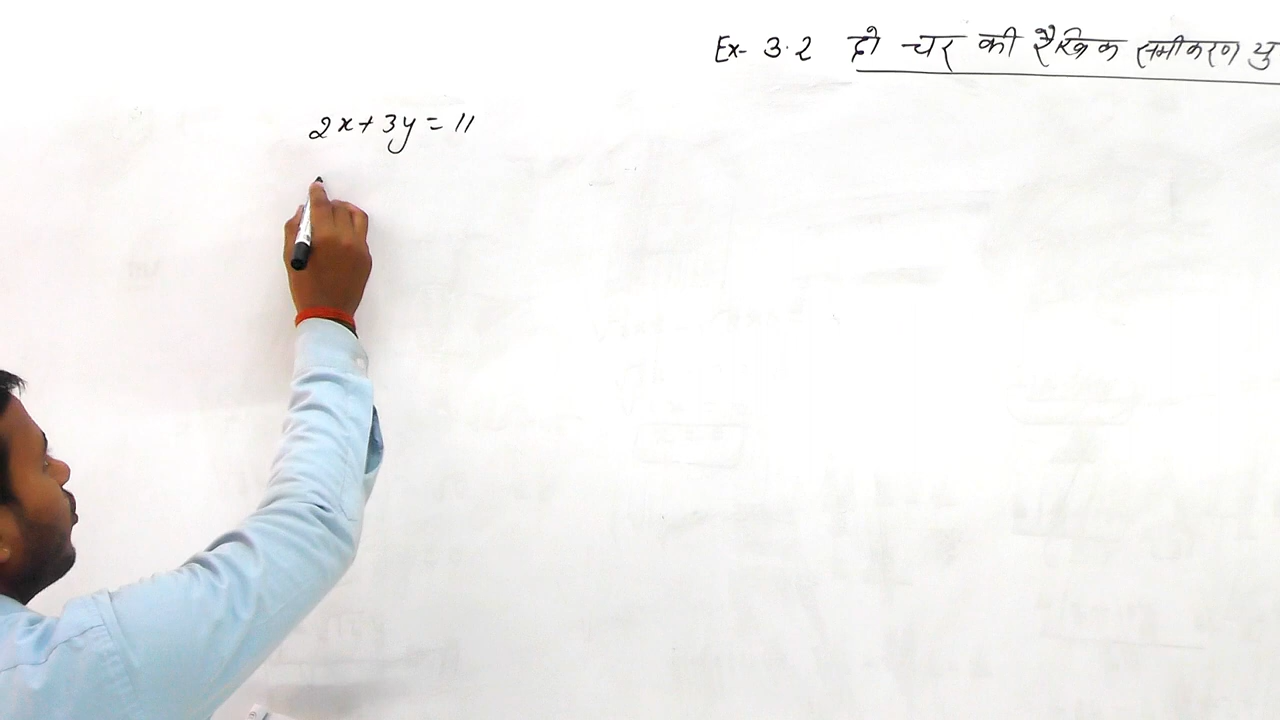 Ex- 3.2 दो चर की रैखिक समीकरण यु
2x+3y=11